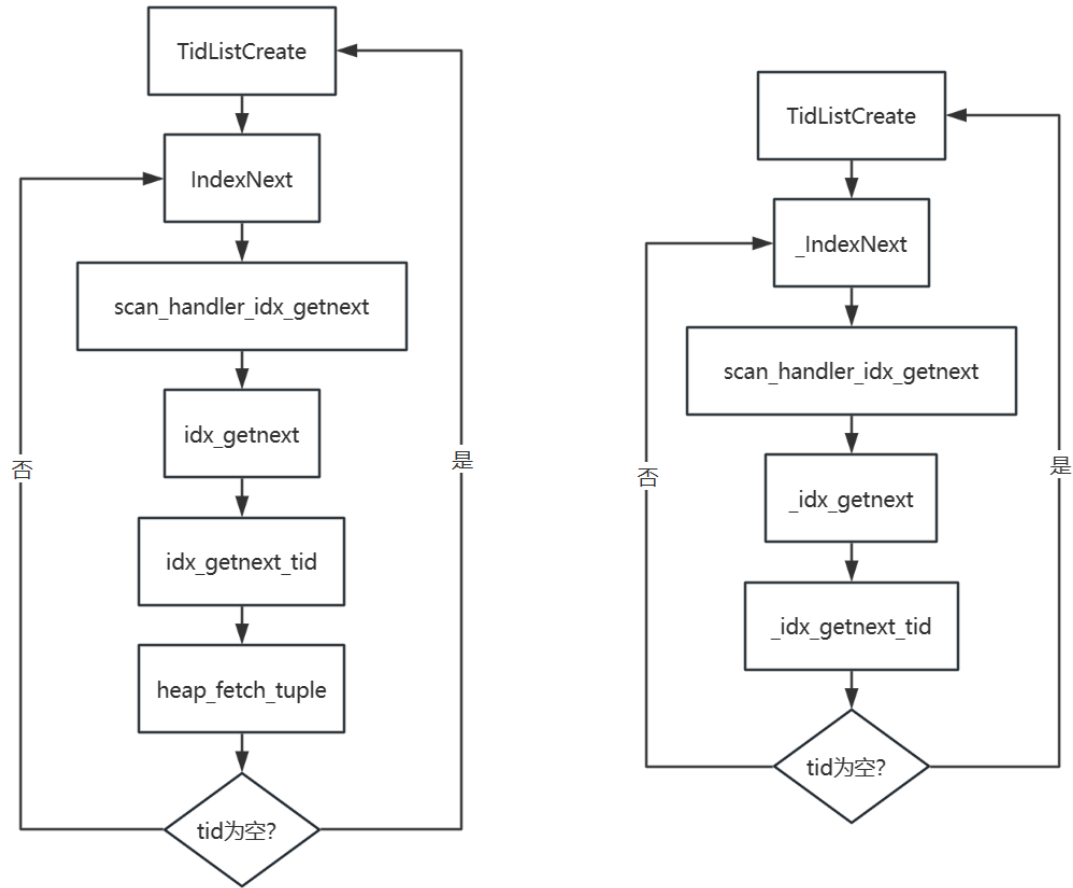 TidListCreate
IndexNext
scan_handler_idx_getnext
idx_getnext
否
是
idx_getnext_tid
heap_fetch_tuple
tid为空?
TidListCreate
_IndexNext
scan_handler_idx_getnext
_idx_getnext
否
是
_idx_getnext_tid
tid为空?